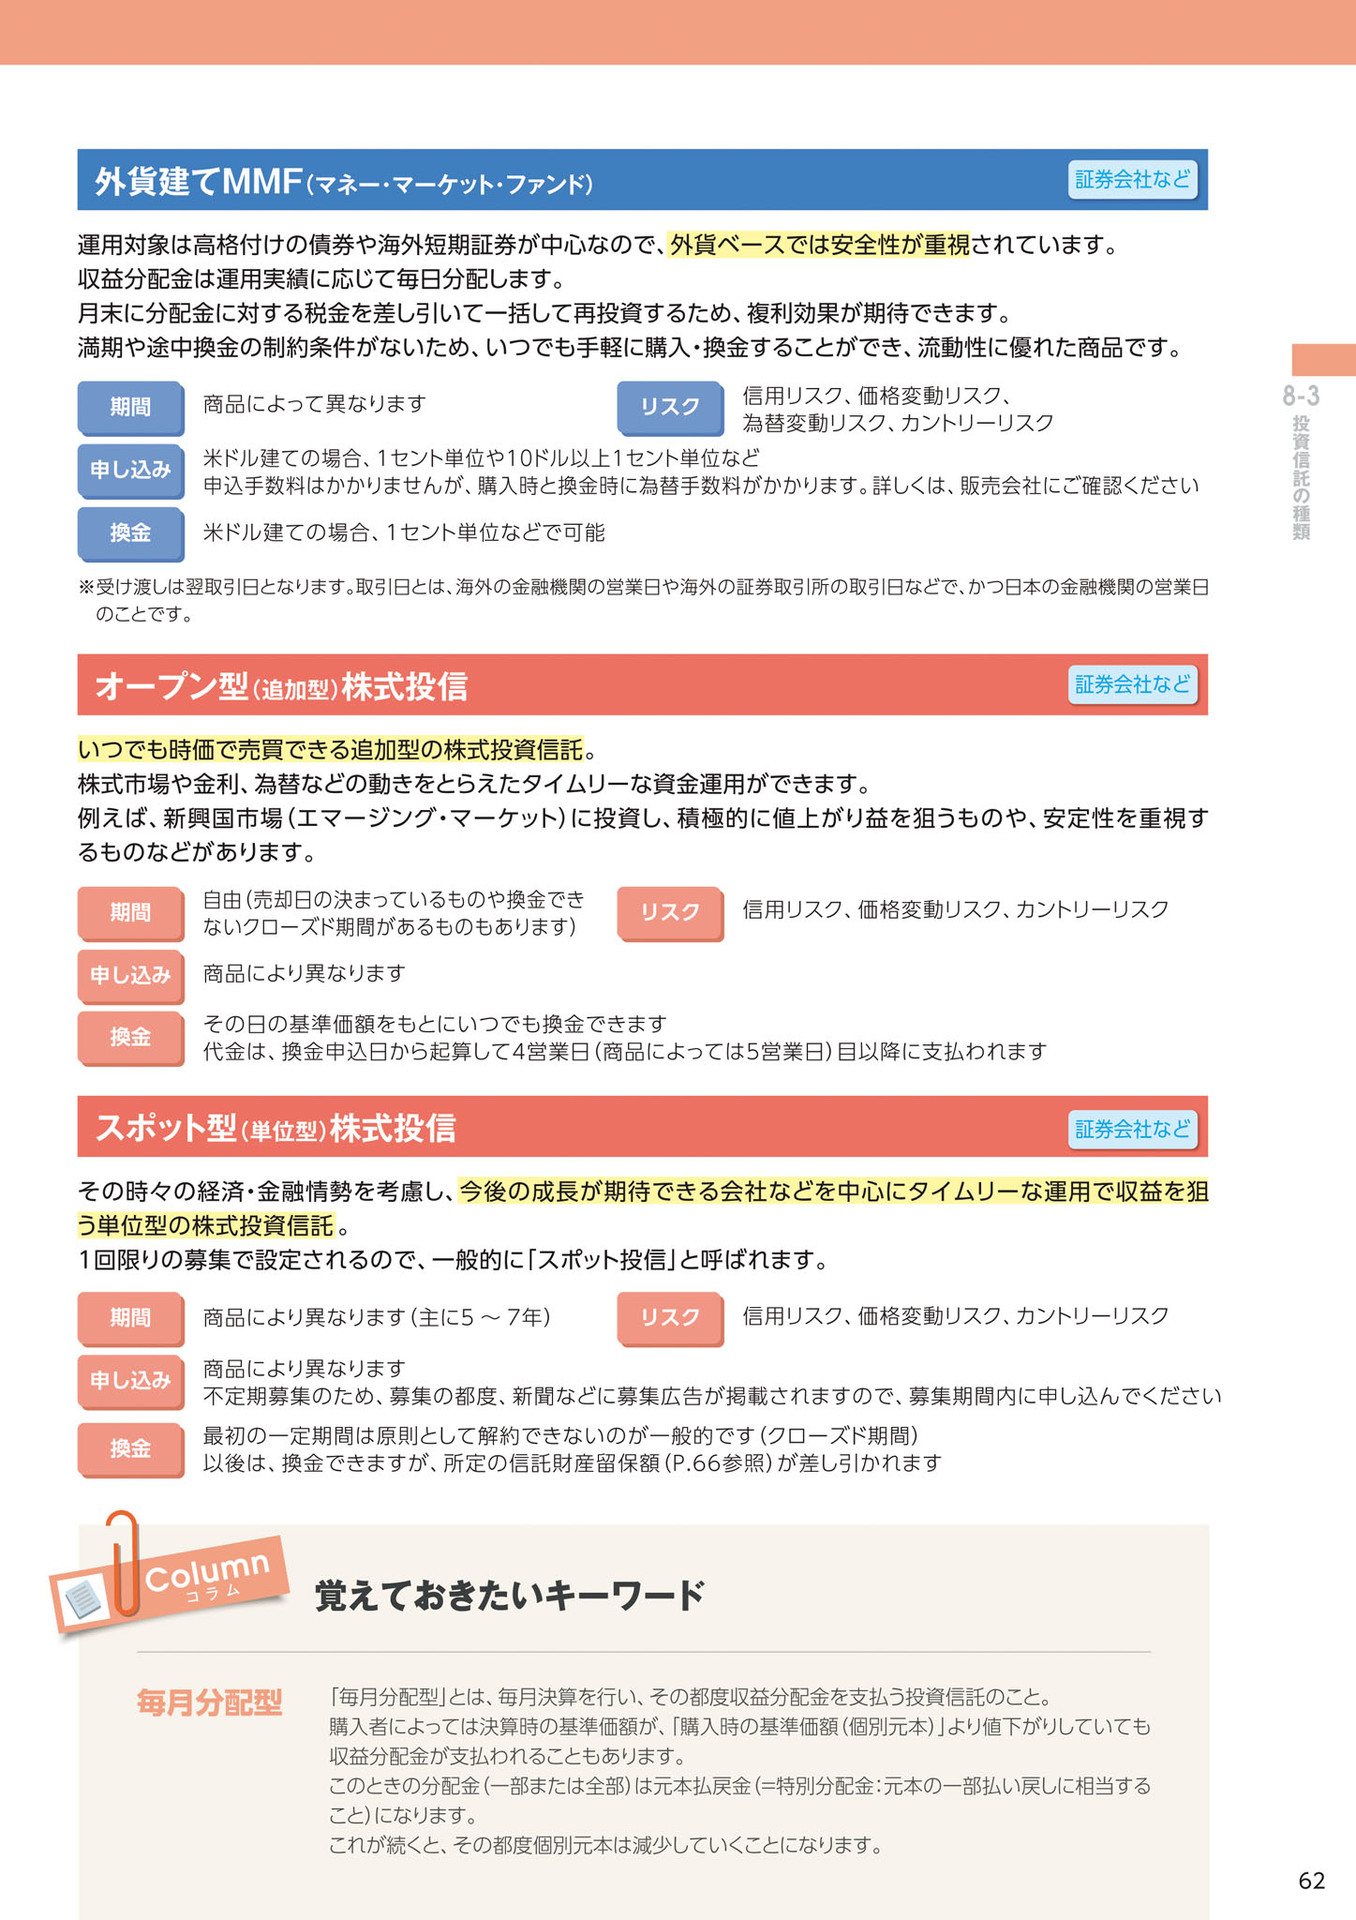 外貨建てMMF（マネー・マーケット・ファンド）
証券会社など
運用対象は高格付けの債券や海外短期証券が中心なので、外貨ベースでは安全性が重視されています。
収益分配金は運用実績に応じて毎日分配します。
月末に分配金に対する税金を差し引いて一括して再投資するため、複利効果が期待できます。
満期や途中換金の制約条件がないため、いつでも手軽に購入・換金することができ、流動性に優れた商品です。
期間
商品によって異なります
リスク
信用リスク、価格変動リスク、
為替変動リスク、カントリーリスク
申し込み
米ドル建ての場合、1セント単位や10ドル以上1セント単位など
申込手数料はかかりませんが、購入時と換金時に為替手数料がかかります。詳しくは、販売会社にご確認ください
換金
米ドル建ての場合、1セント単位などで可能
※受け渡しは翌取引日となります。取引日とは、海外の金融機関の営業日や海外の証券取引所の取引日などで、かつ日本の金融機関の営業日
のことです。
8-3
投資信託の種類
オープン型（追加型）株式投信
証券会社など
いつでも時価で売買できる追加型の株式投資信託。
株式市場や金利、為替などの動きをとらえたタイムリーな資金運用ができます。
例えば、新興国市場（エマージング・マーケット）に投資し、積極的に値上がり益を狙うものや、安定性を重視す
るものなどがあります。
期間
自由（売却日の決まっているものや換金でき
ないクローズド期間があるものもあります）
リスク
信用リスク、価格変動リスク、カントリーリスク
申し込み
商品により異なります
換金
その日の基準価額をもとにいつでも換金できます
代金は、換金申込日から起算して4営業日（商品によっては5営業日）目以降に支払われます
スポット型（単位型）株式投信
証券会社など
その時々の経済・金融情勢を考慮し、今後の成長が期待できる会社などを中心にタイムリーな運用で収益を狙
う単位型の株式投資信託。
1回限りの募集で設定されるので、一般的に「スポット投信」と呼ばれます。
期間
商品により異なります（主に5 〜 7年）
リスク
信用リスク、価格変動リスク、カントリーリスク
申し込み
商品により異なります
不定期募集のため、募集の都度、新聞などに募集広告が掲載されますので、募集期間内に申し込んでください
換金
最初の一定期間は原則として解約できないのが一般的です（クローズド期間）
以後は、換金できますが、所定の信託財産留保額（P.66参照）が差し引かれます
Column
コラム
覚えておきたいキーワード
毎月分配型
「毎月分配型」とは、毎月決算を行い、その都度収益分配金を支払う投資信託のこと。
購入者によっては決算時の基準価額が、「購入時の基準価額（個別元本）」より値下がりしていても
収益分配金が支払われることもあります。
このときの分配金（一部または全部）は元本払戻金（=特別分配金：元本の一部払い戻しに相当する
こと）になります。
これが続くと、その都度個別元本は減少していくことになります。
62